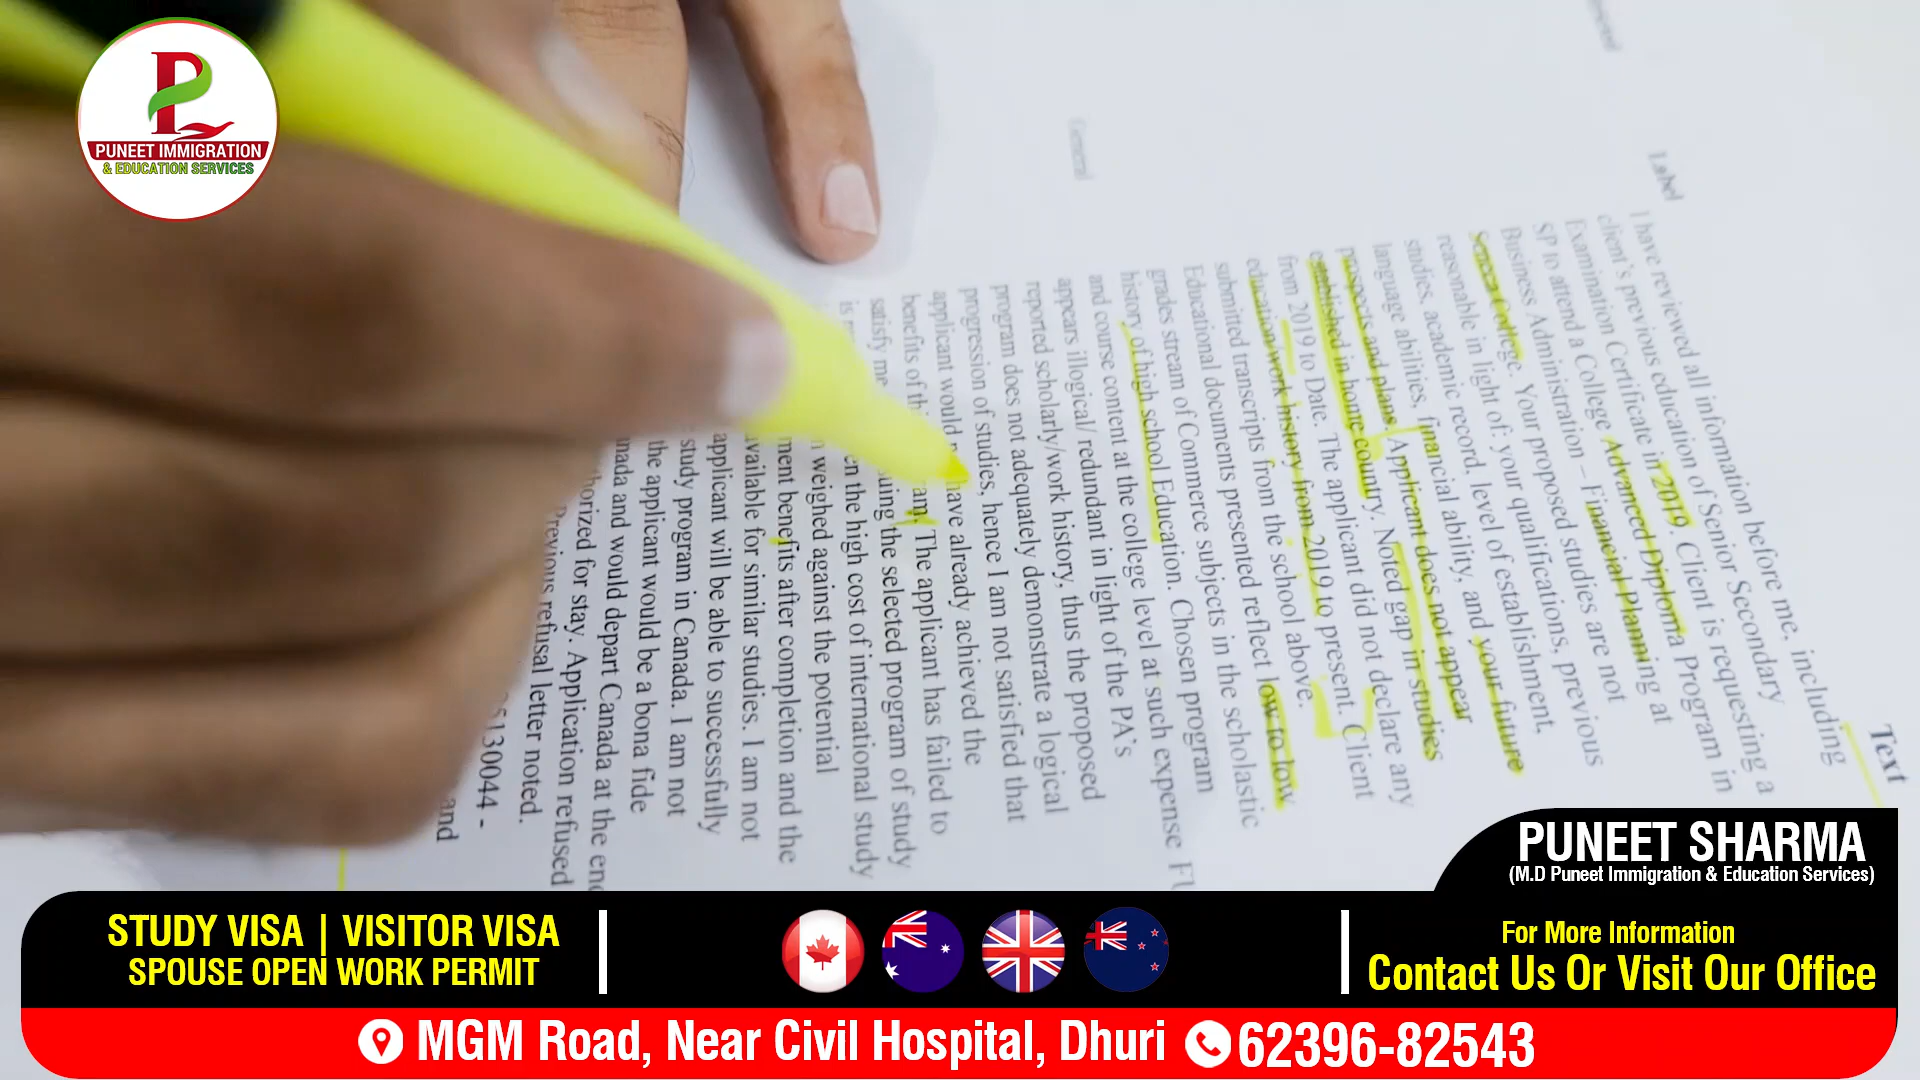 PUNEET IMMIGRATION
& EDUCATION SERVICES
General
Label
Text
I have reviewed all information before me, including
client's previous education of Senior Secondary
Examination Certificate in 2019. Client is requesting a
SP to attend a College Advanced Diploma Program in
Business Administration – Financial Planning at
Seneca College. Your proposed studies are not
reasonable in light of: your qualifications, previous
studies, academic record, level of establishment,
language abilities, financial ability, and your future
prospects and plans. Applicant does not appear
established in home country. Noted gap in studies
from 2019 to Date. The applicant did not declare any
education/work history from 2019 to present. Client
submitted transcripts from the school above.
Educational documents presented reflect low to low
grades stream of Commerce subjects in the scholastic
history of high school Education. Chosen program
and course content at the college level at such expense
appears illogical/ redundant in light of the PA's
reported scholarly/work history, thus the proposed
program does not adequately demonstrate a logical
progression of studies, hence I am not satisfied that
applicant would have already achieved the
benefits of The applicant has failed to
satisfy me the selected program of study
is the high cost of international study
weighed against the potential
benefits after completion and the
available for similar studies. I am not
applicant will be able to successfully
study program in Canada. I am not
the applicant would be a bona fide
and would depart Canada at the
for stay. Application refused
Previous refusal letter noted.
5130044 -
and
PUNEET SHARMA
(M.D Puneet Immigration & Education Services)
STUDY VISA | VISITOR VISA
SPOUSE OPEN WORK PERMIT
For More Information
Contact Us Or Visit Our Office
MGM Road, Near Civil Hospital, Dhuri 62396-82543